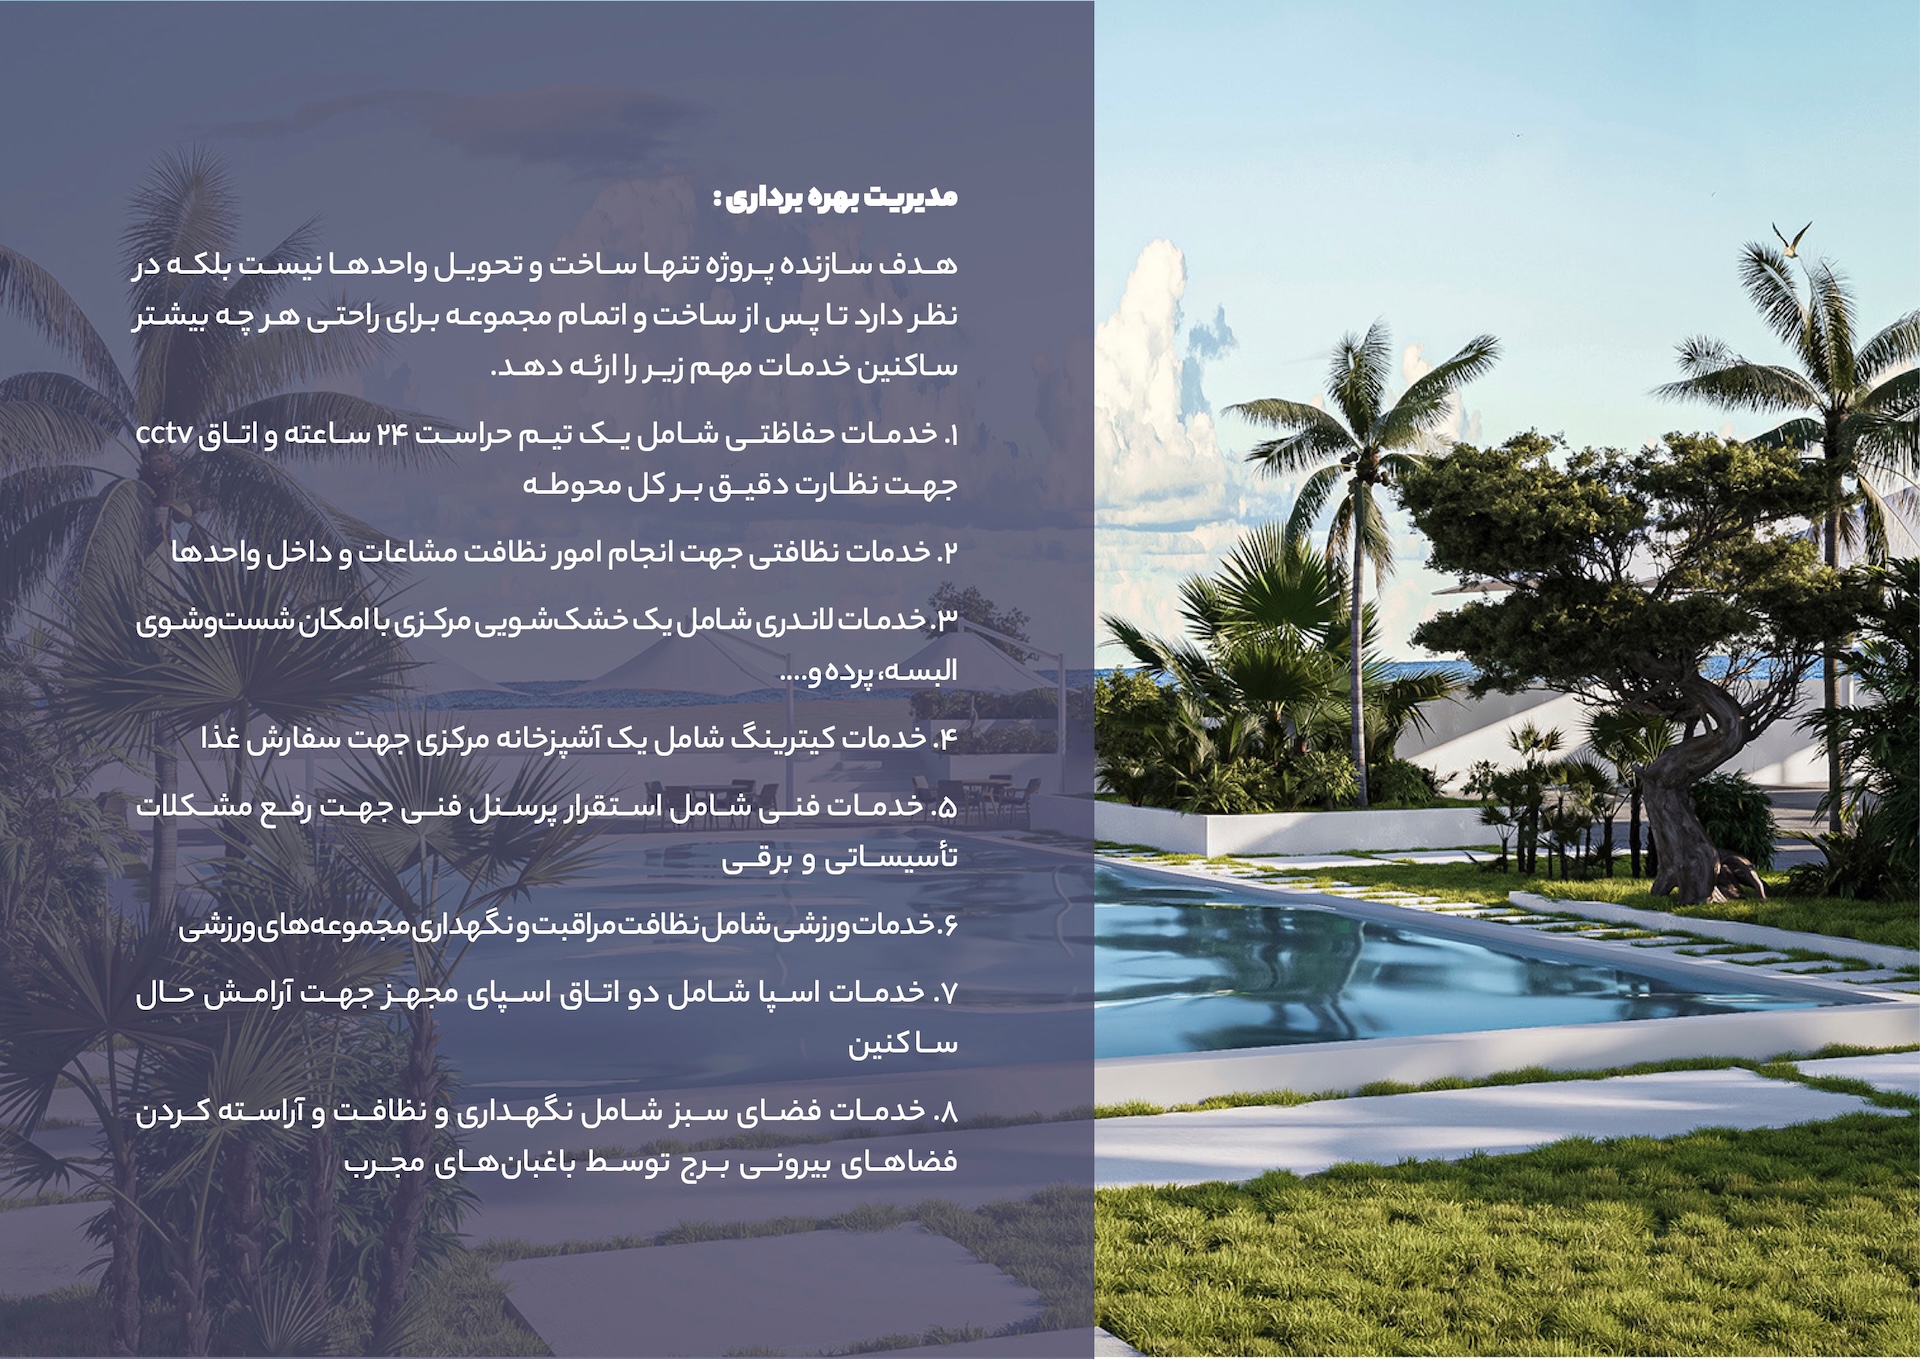 مدیریت بهره برداری :
هدف سازنده پروژه تنها ساخت و تحویل واحدها نیست بلکه در
نظر دارد تا پس از ساخت و اتمام مجموعه برای راحتی هر چه بیشتر
ساکنین خدمات مهم زیر را ارئه دهد.
۱. خدمات حفاظتی شامل یک تیم حراست ۲۴ ساعته و اتاق cctv
جهت نظارت دقیق بر کل محوطه
۲. خدمات نظافتی جهت انجام امور نظافت مشاعات و داخل واحدها
۳. خدمات لاندری شامل یک خشک‌شویی مرکزی با امکان شست‌وشوی
البسه، پرده و....
۴. خدمات کیترینگ شامل یک آشپزخانه مرکزی جهت سفارش غذا
۵. خدمات فنی شامل استقرار پرسنل فنی جهت رفع مشکلات
تأسیساتی و برقی
۶. خدمات ورزشی شامل نظافت مراقبت و نگهداری مجموعه‌های ورزشی
۷. خدمات اسپا شامل دو اتاق اسپای مجهز جهت آرامش حال
ساکنین
۸. خدمات فضای سبز شامل نگهداری و نظافت و آراسته کردن
فضاهای بیرونی برج توسط باغبان‌های مجرب